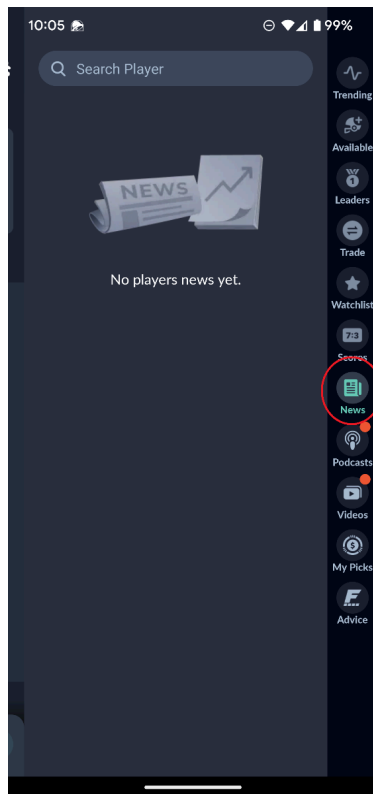 10:05
99%
Search Player
NEWS
No players news yet.
Trending
Available
1
Leaders
Trade
Watchlist
7:3
Scores
News
Podcasts
Videos
$
My Picks
F
Advice